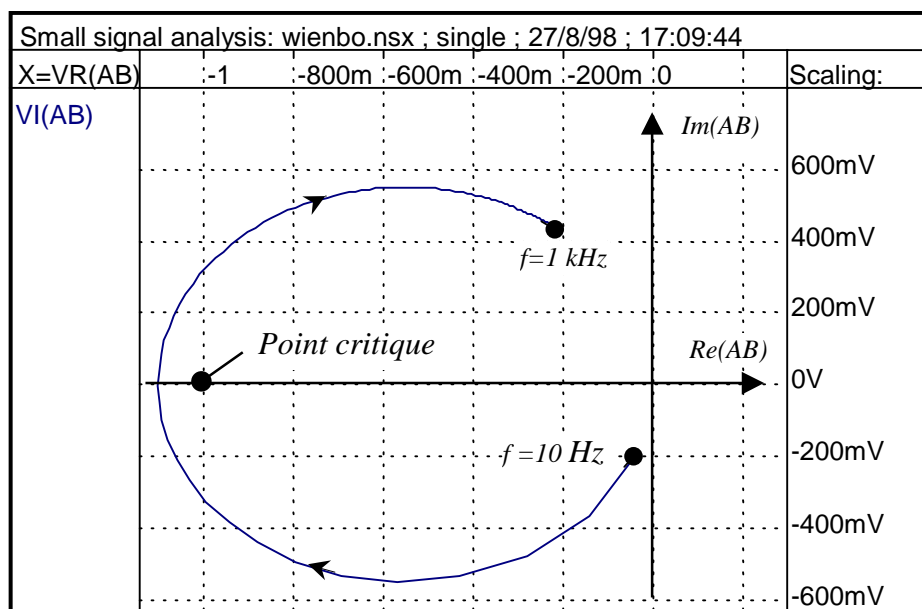 Small signal analysis: wienbo.nsx ; single ; 27/8/98 ; 17:09:44
X=VR(AB) -1 -800m -600m -400m -200m 0 Scaling:
VI(AB)
Im(AB)
600mV
400mV
f=1 kHz
200mV
Point critique
Re(AB)
0V
f =10 Hz
-200mV
-400mV
-600mV